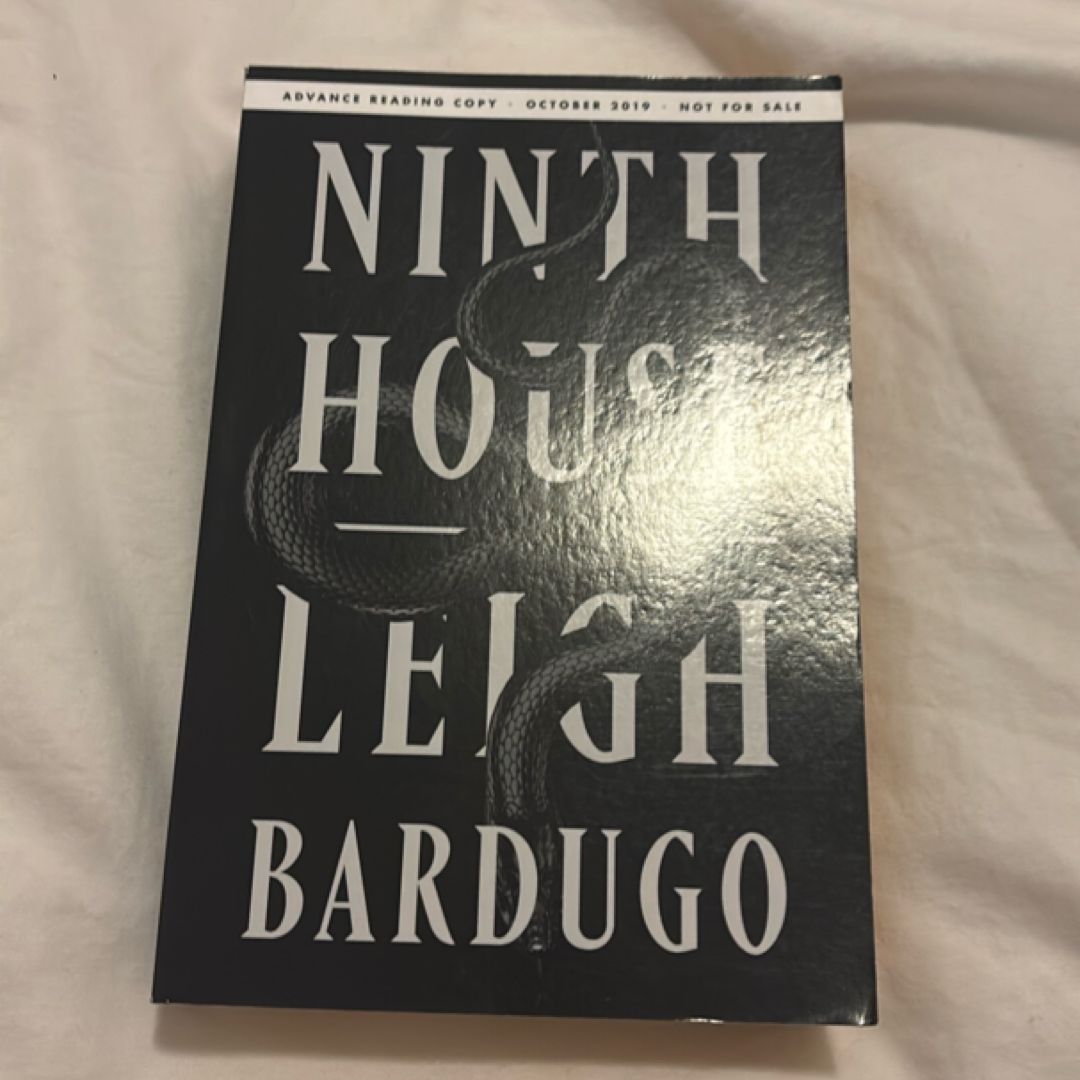 ADVANCE READING COPY · OCTOBER 2019 · NOT FOR SALE
NINTH
HOUSE
LEIGH
BARDUGO